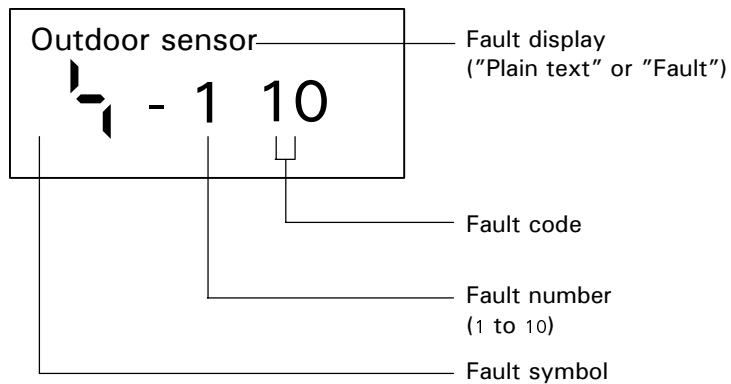 Outdoor sensor
- 1 10
Fault display
("Plain text" or "Fault")
Fault code
Fault number
(1 to 10)
Fault symbol